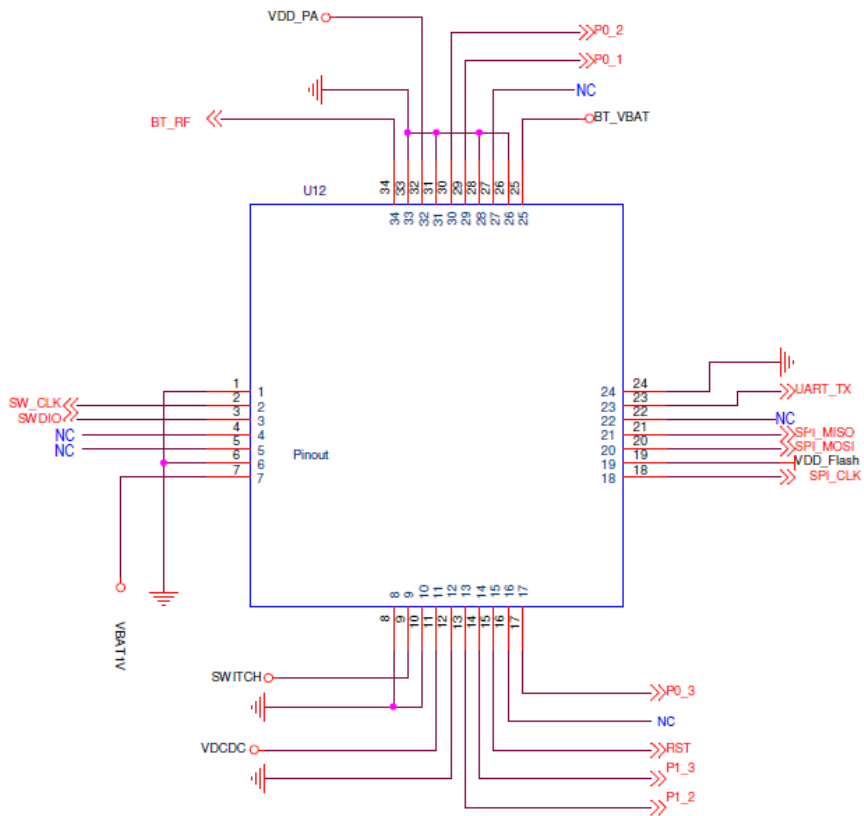 VDD_PA
P0_2
P0_1
NC
BT_RF
BT_VBAT
34 33 32 31 30 29 28 27 26 25
U12
34 33 32 31 30 29 28 27 26 25
1 1
SW_CLK 2 2
SWDIO 3 3
NC 4 4
NC 5 5
6 6
7 7
Pinout
24 24
23 23 UART_TX
22 22 NC
21 21 SPI_MISO
20 20 SPI_MOSI
19 19 VDD_Flash
18 18 SPI_CLK
VBAT1V
8 9 10 11 12 13 14 15 16 17
8 9 10 11 12 13 14 15 16 17
SWITCH
P0_3
NC
VDCDC
RST
P1_3
P1_2